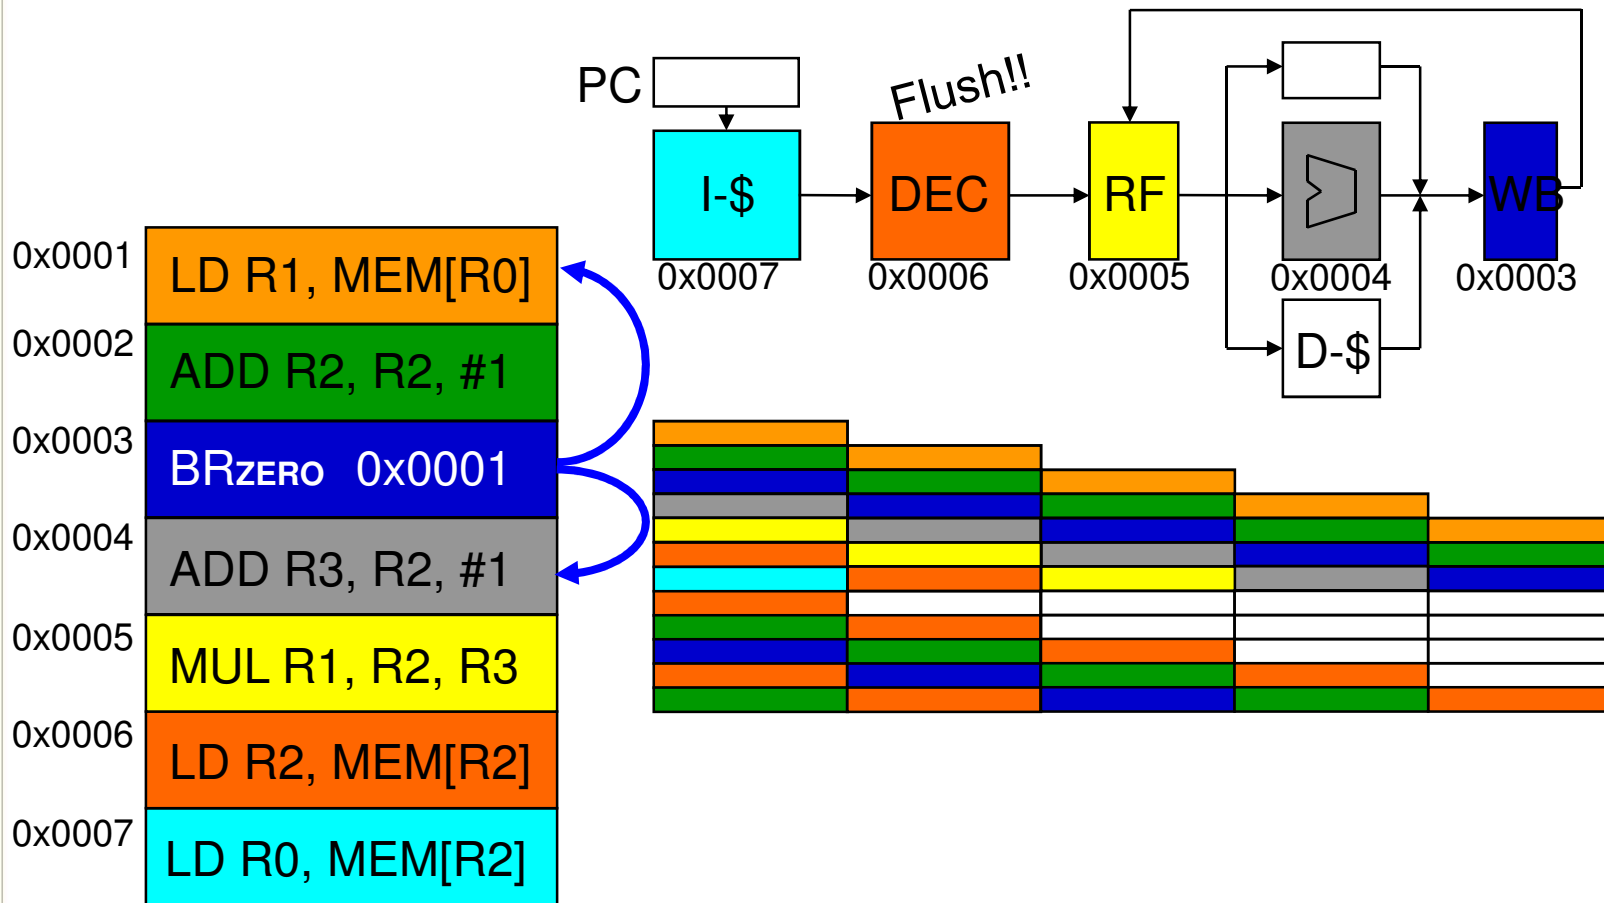 Flush!!
PC
I-$
DEC
RF
WB
0x0007
0x0006
0x0005
0x0004
0x0003
D-$
0x0001
LD R1, MEM[R0]
0x0002
ADD R2, R2, #1
0x0003
BRZERO 0x0001
0x0004
ADD R3, R2, #1
0x0005
MUL R1, R2, R3
0x0006
LD R2, MEM[R2]
0x0007
LD R0, MEM[R2]